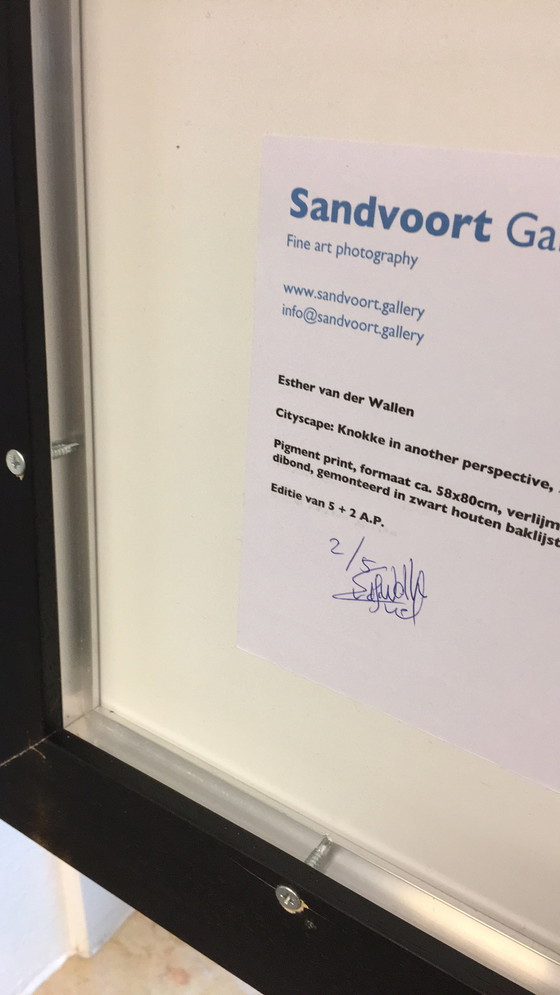 Sandvoort
Fine art photography
www.sandvoort.gallery
info@sandvoort.gallery
Esther van der Wallen
Cityscape: Knokke in another perspective,
Pigment print, formaat ca. 58x80cm,
dibond, gemonteerd in zwart houten
Editie van 5 + 2 A.P.
2/5